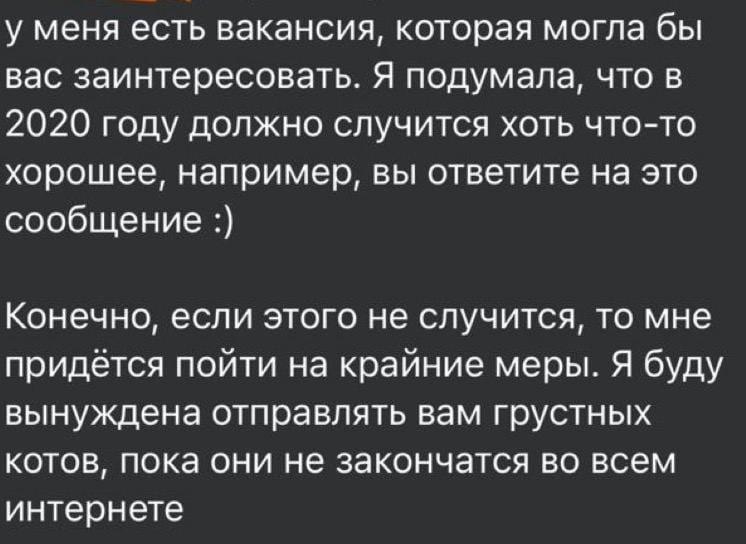 у меня есть вакансия, которая могла бы
вас заинтересовать. Я подумала, что в
2020 году должно случится хоть что-то
хорошее, например, вы ответите на это
сообщение :)
Конечно, если этого не случится, то мне
придётся пойти на крайние меры. Я буду
вынуждена отправлять вам грустных
котов, пока они не закончатся во всем
интернете